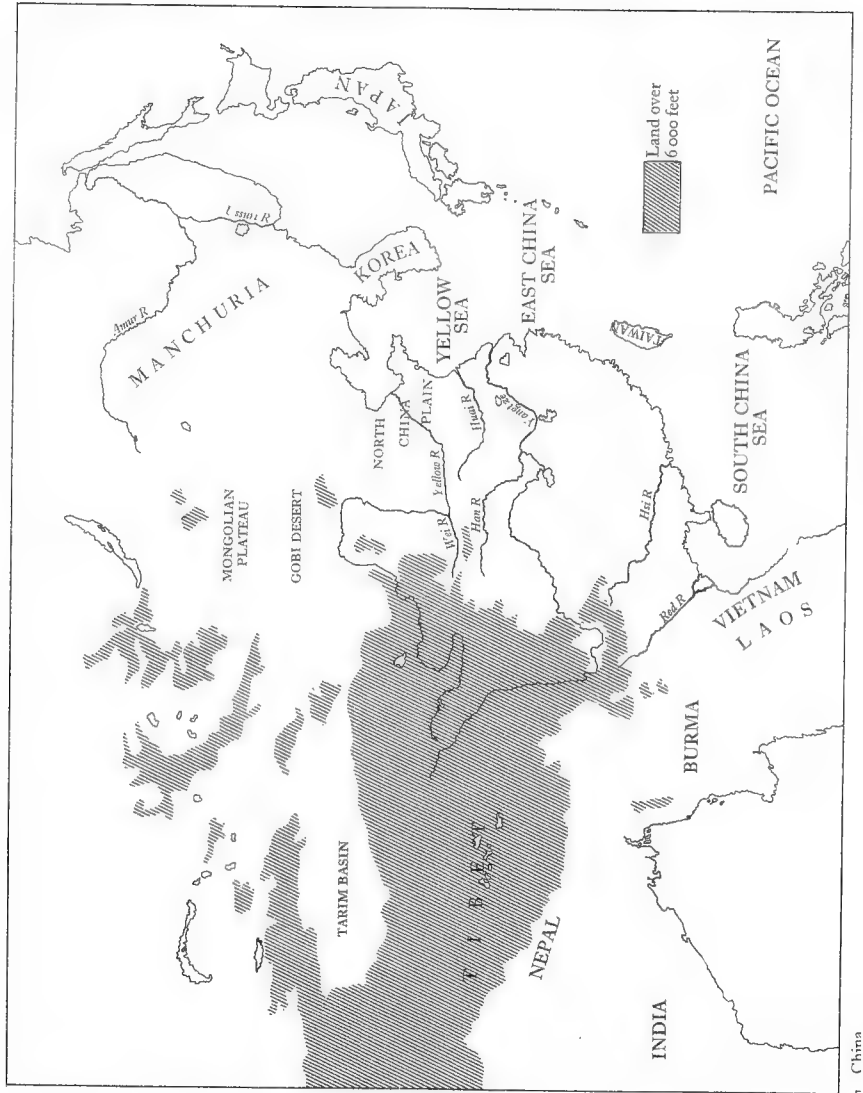 MANCHURIA
Amur R
Ussuri R
JAPAN
KOREA
MONGOLIAN
PLATEAU
GOBI DESERT
NORTH
CHINA
PLAIN
YELLOW
SEA
Yellow R
Wei R
Huai R
Han R
Yangtze
EAST CHINA
SEA
TARIM BASIN
TIBET
NEPAL
INDIA
BURMA
Hsi R
Red R
VIETNAM
LAOS
TAIWAN
SOUTH CHINA
SEA
PACIFIC OCEAN
Land over
6 000 feet
China